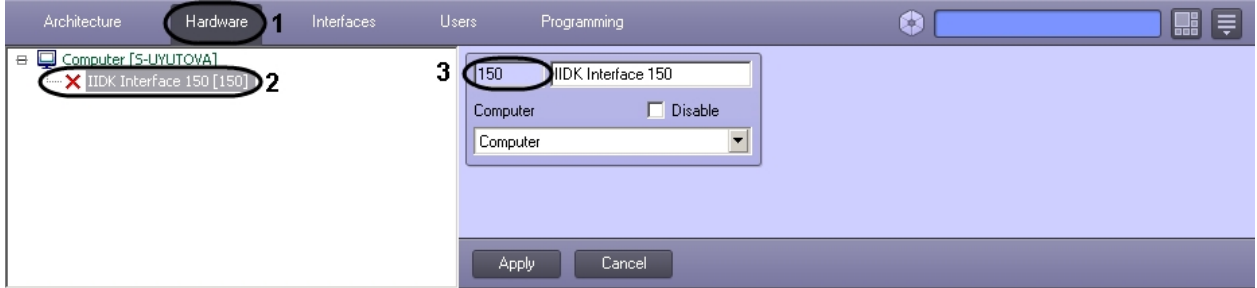 Architecture Hardware 1 Interfaces Users Programming
Computer [S-UYUTOVA]
IIDK Interface 150 [150] 2
3 150 IIDK Interface 150
Computer Disable
Computer
Apply Cancel